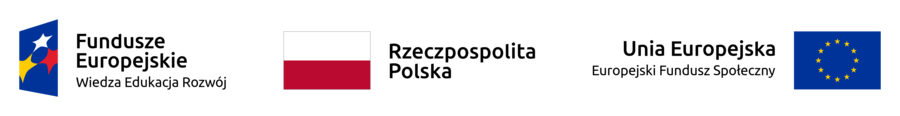 Fundusze
Europejskie
Wiedza Edukacja Rozwój
Rzeczpospolita
Polska
Unia Europejska
Europejski Fundusz Społeczny